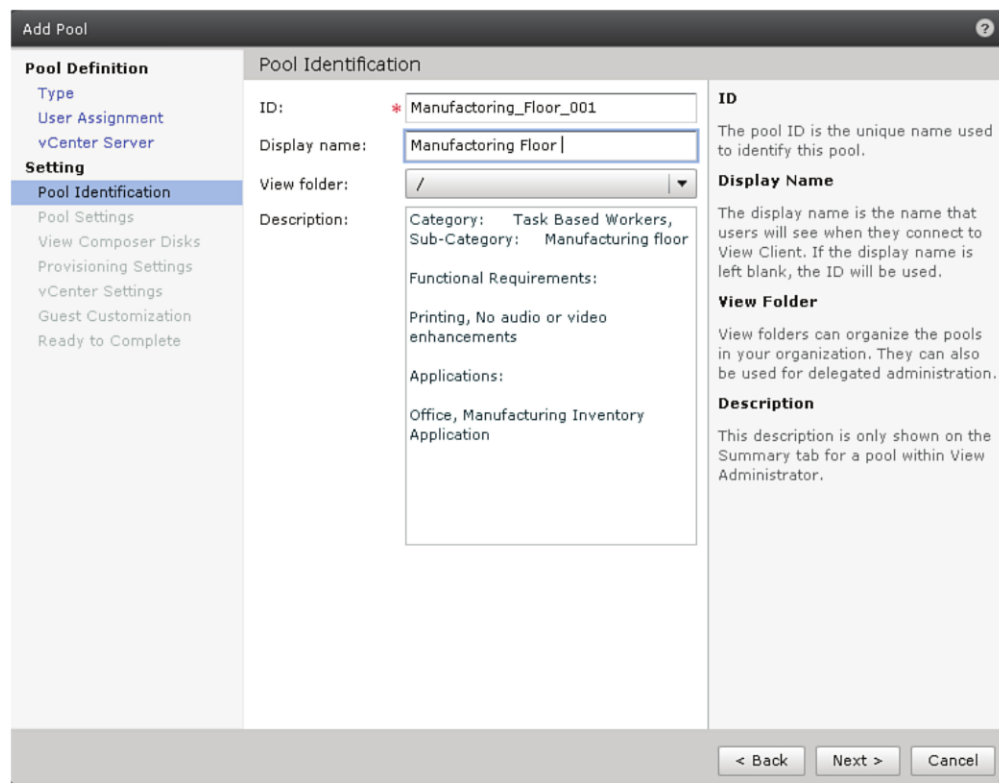 Add Pool
?
Pool Definition
Type
User Assignment
vCenter Server
Setting
Pool Identification
Pool Settings
View Composer Disks
Provisioning Settings
vCenter Settings
Guest Customization
Ready to Complete
Pool Identification
ID: * Manufactoring_Floor_001
Display name: Manufactoring Floor
View folder: /
Description:
Category: Task Based Workers,
Sub-Category: Manufacturing floor
Functional Requirements:
Printing, No audio or video
enhancements
Applications:
Office, Manufacturing Inventory
Application
ID
The pool ID is the unique name used
to identify this pool.
Display Name
The display name is the name that
users will see when they connect to
View Client. If the display name is
left blank, the ID will be used.
View Folder
View folders can organize the pools
in your organization. They can also
be used for delegated administration.
Description
This description is only shown on the
Summary tab for a pool within View
Administrator.
< Back Next > Cancel